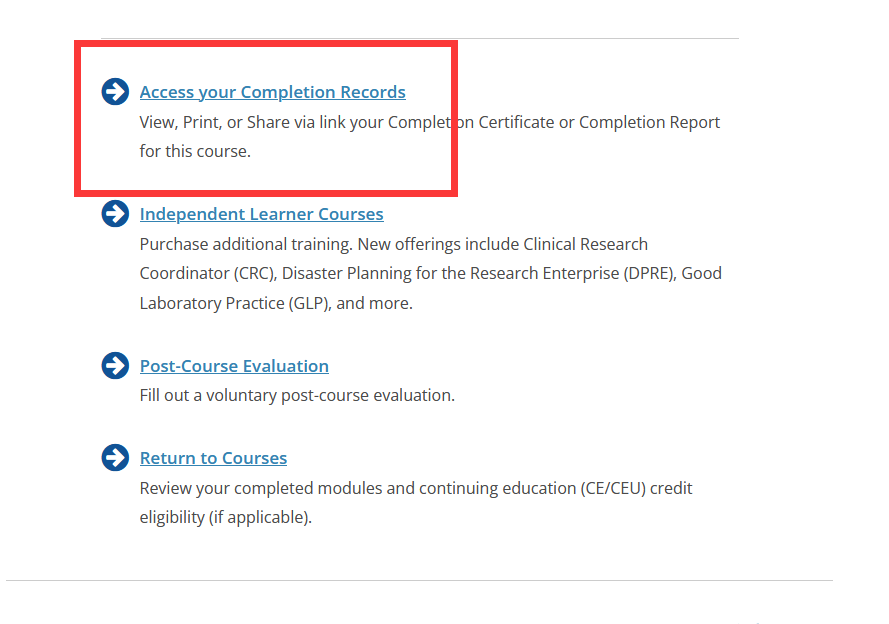 Access your Completion Records
View, Print, or Share via link your Completion Certificate or Completion Report
for this course.
Independent Learner Courses
Purchase additional training. New offerings include Clinical Research
Coordinator (CRC), Disaster Planning for the Research Enterprise (DPRE), Good
Laboratory Practice (GLP), and more.
Post-Course Evaluation
Fill out a voluntary post-course evaluation.
Return to Courses
Review your completed modules and continuing education (CE/CEU) credit
eligibility (if applicable).